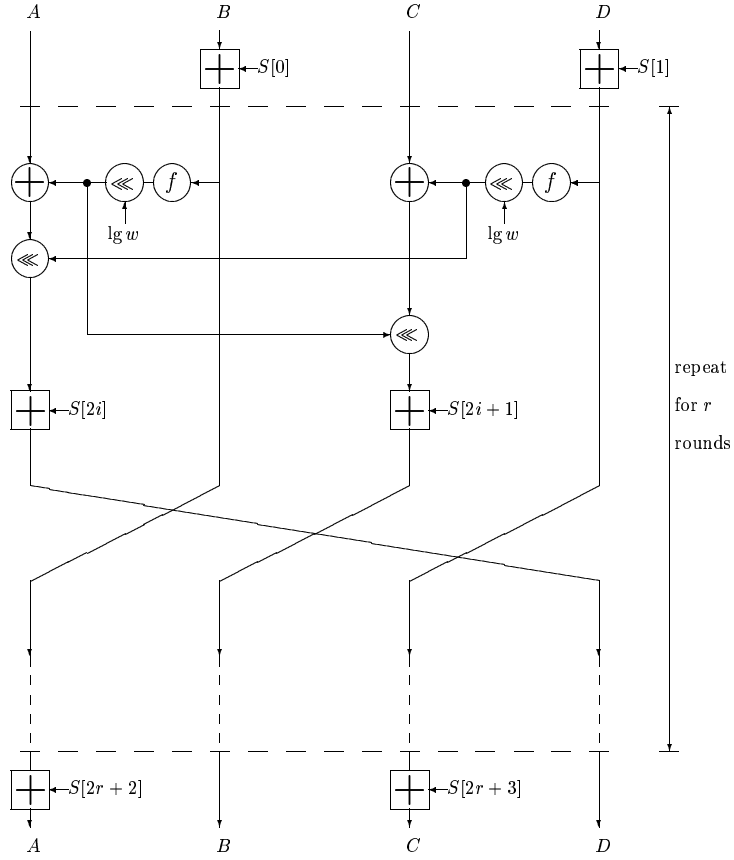 A B C D
S[0] S[1]
f f
lg w lg w
repeat
S[2i] S[2i + 1] for r
rounds
S[2r + 2] S[2r + 3]
A B C D